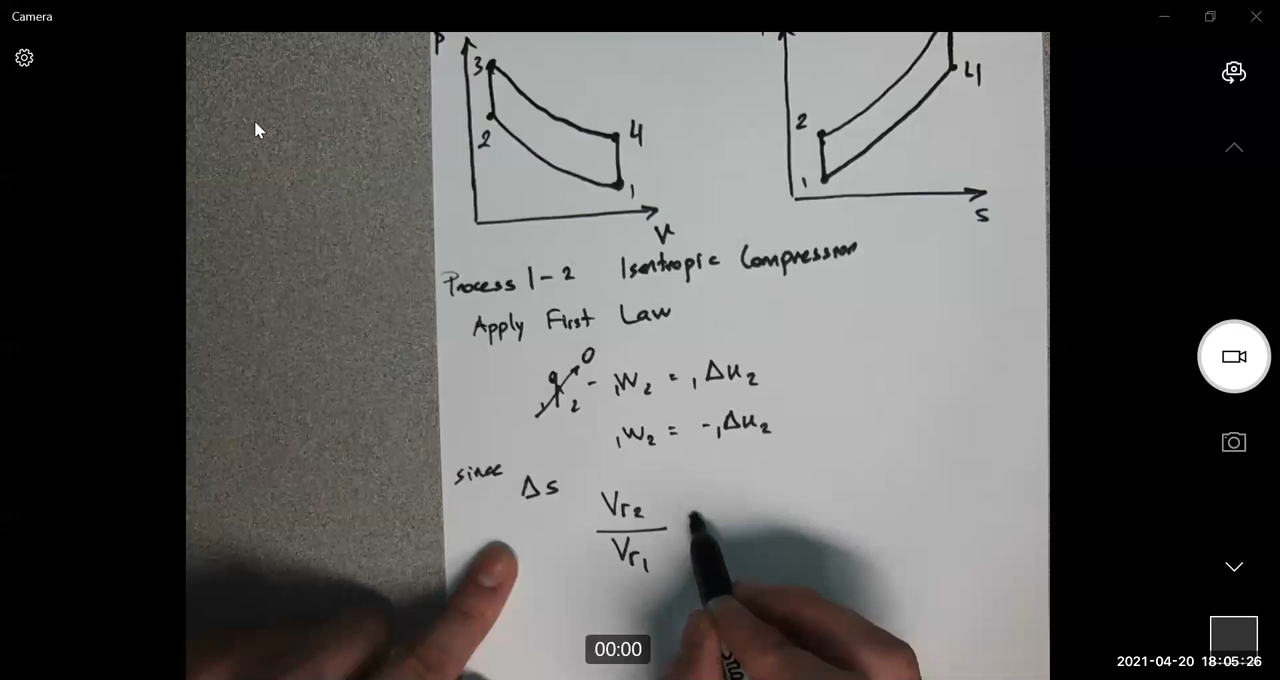 Camera
P
3
2
4
1
V
2
1
4
s
Process 1-2 Isentropic Compression
Apply First Law
₁q₂ 0 - ₁W₂ = ₁Δu₂
₁W₂ = -₁Δu₂
since Δs
Vr₂
Vr₁
00:00
2021-04-20 18:05:26